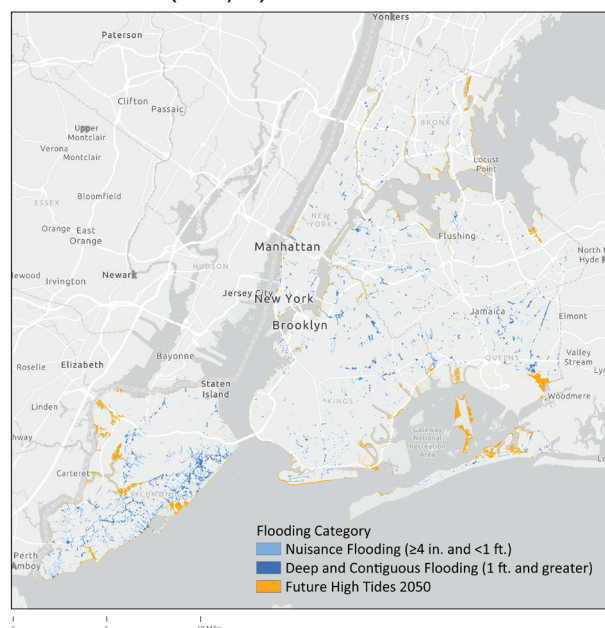 Yonkers
Paterson
Clifton
Passaic
Upper
Montclair
Verona
Montclair
BRONX
Locust
Point
Bloomfield
ESSEX
Orange East
Orange
NEW
YORK
Flushing
North N
Hyde
Manhattan
lewood
Irvington
Newark
HUDSON
Jersey City
New York
Jamaica
Elmont
Brooklyn
Bayonne
Roselle
Elizabeth
Staten
Island
QUEENS
Valley
Stream
Ly
Woodmere
Linden
KINGS
hway
Gateway
National
Recreation
Area
Carteret
RICHMOND
Perth
Amboy
Flooding Category
Nuisance Flooding (≥4 in. and <1 ft.)
Deep and Contiguous Flooding (1 ft. and greater)
Future High Tides 2050